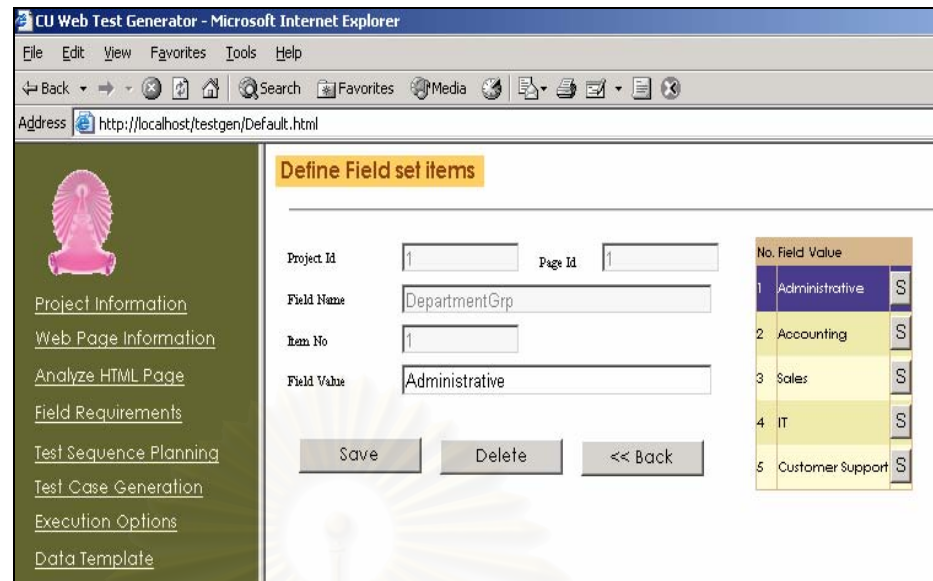 CU Web Test Generator - Microsoft Internet Explorer
File Edit View Favorites Tools Help
Back Search Favorites Media
Address http://localhost/testgen/Default.html
Project Information
Web Page Information
Analyze HTML Page
Field Requirements
Test Sequence Planning
Test Case Generation
Execution Options
Data Template
Define Field set items
Project Id 1 Page Id 1
Field Name DepartmentGrp
Item No 1
Field Value Administrative
Save Delete << Back
No. Field Value
1 Administrative S
2 Accounting S
3 Sales S
4 IT S
5 Customer Support S